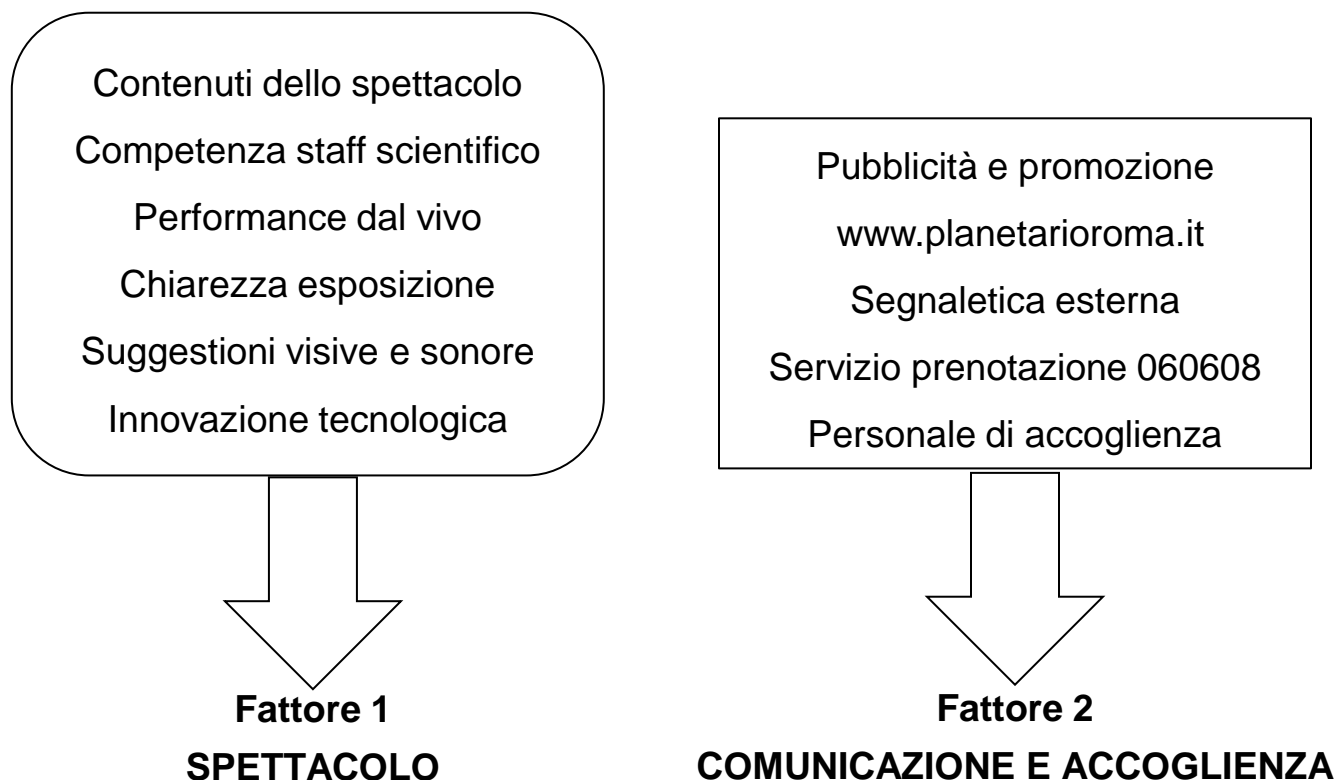 Contenuti dello spettacolo
Competenza staff scientifico
Performance dal vivo
Chiarezza esposizione
Suggestioni visive e sonore
Innovazione tecnologica
Fattore 1
SPETTACOLO
Pubblicità e promozione
www.planetarioroma.it
Segnaletica esterna
Servizio prenotazione 060608
Personale di accoglienza
Fattore 2
COMUNICAZIONE E ACCOGLIENZA